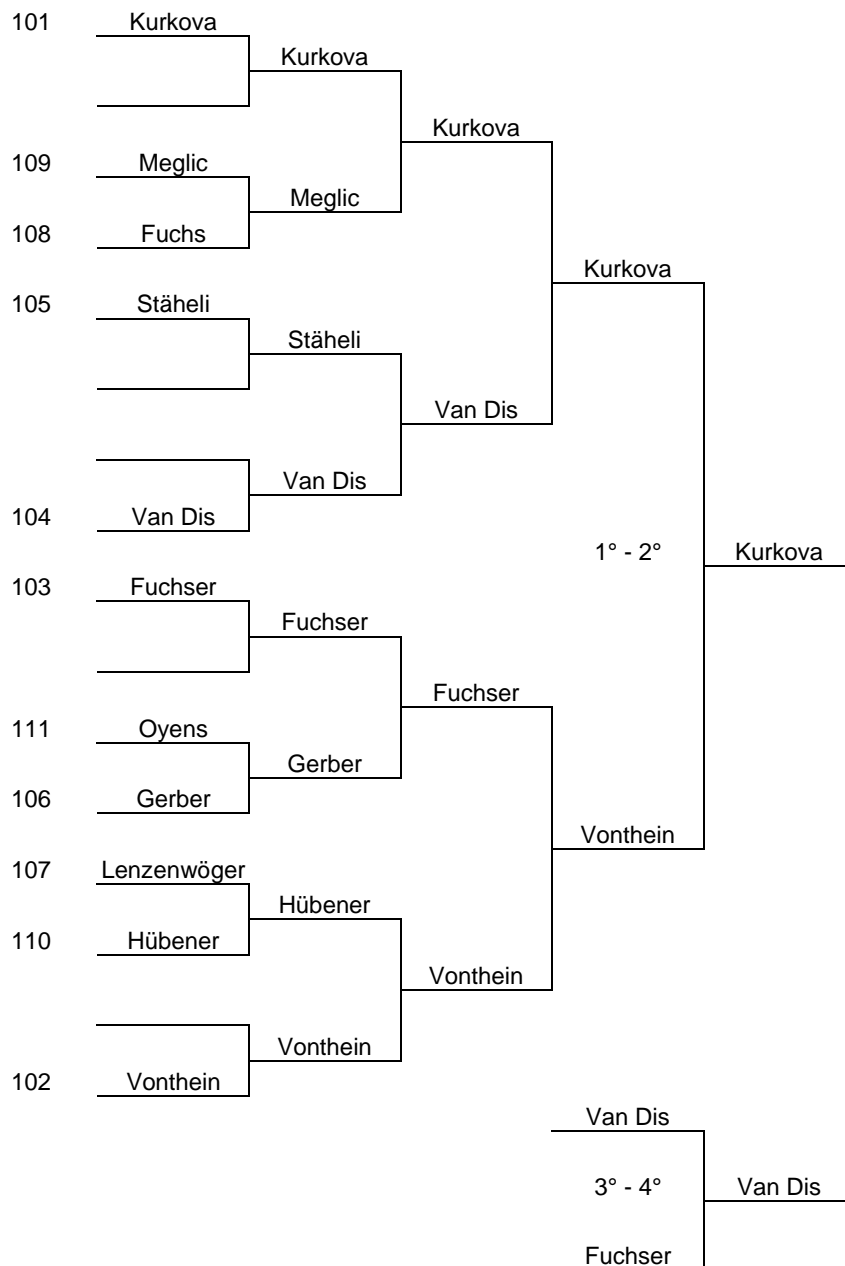 101 Kurkova
Kurkova
Kurkova
109 Meglic
Meglic
108 Fuchs
Kurkova
105 Stäheli
Stäheli
Van Dis
Van Dis
104 Van Dis
1° - 2° Kurkova
103 Fuchser
Fuchser
Fuchser
111 Oyens
Gerber
106 Gerber
Vonthein
107 Lenzenwöger
Hübener
110 Hübener
Vonthein
Vonthein
102 Vonthein
Van Dis
3° - 4° Van Dis
Fuchser